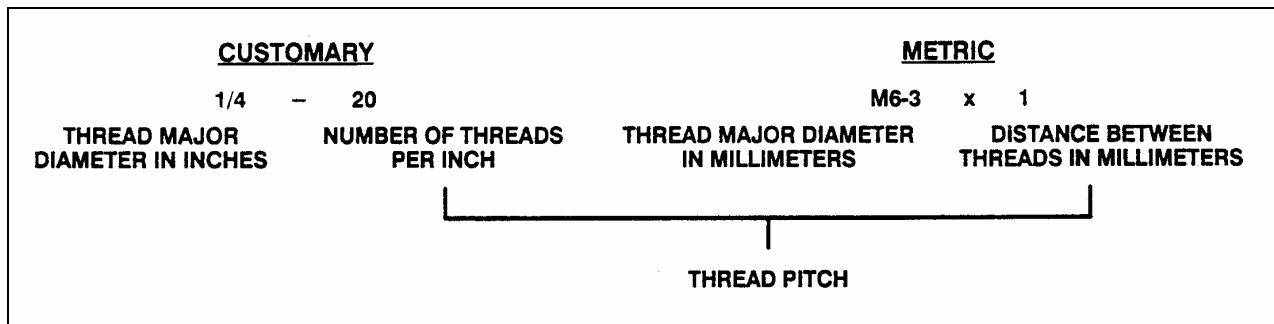 CUSTOMARY
1/4 – 20
THREAD MAJOR
DIAMETER IN INCHES
NUMBER OF THREADS
PER INCH
METRIC
M6-3 x 1
THREAD MAJOR DIAMETER
IN MILLIMETERS
DISTANCE BETWEEN
THREADS IN MILLIMETERS
THREAD PITCH